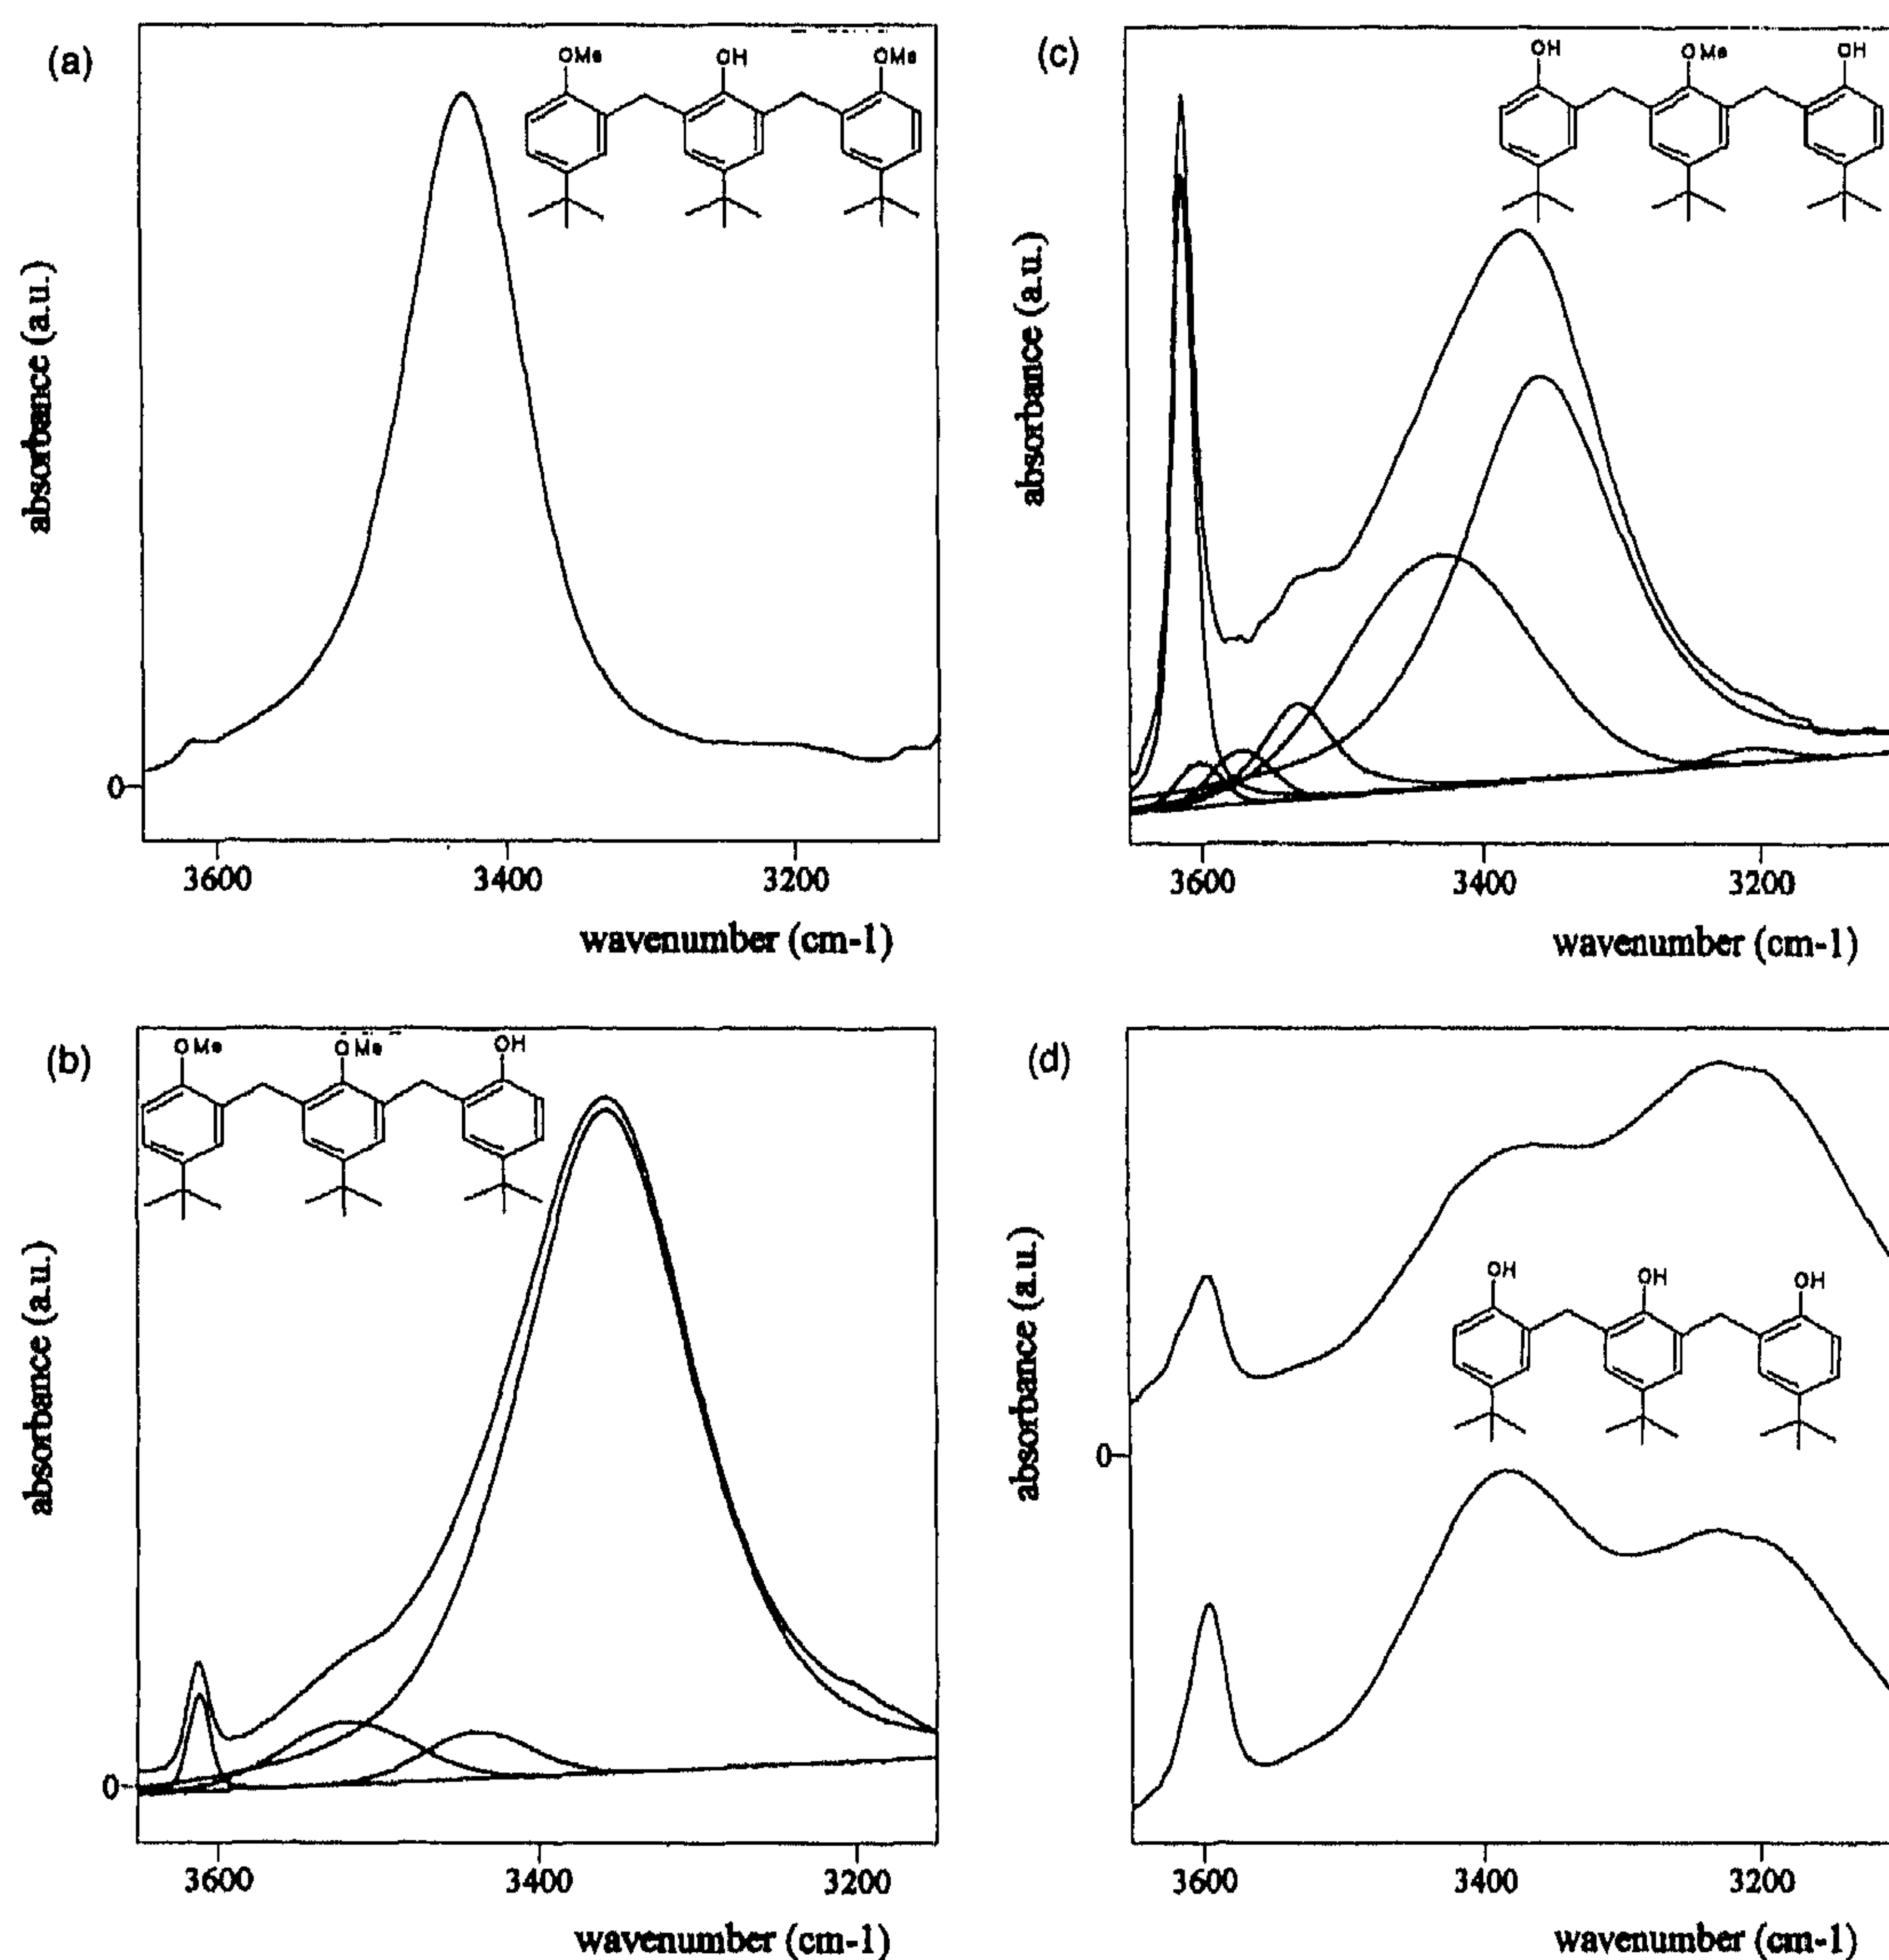 (a)
OMe OH OMe
absorbance (a.u.)
0
3600 3400 3200
wavenumber (cm-1)
(c)
OH OMe OH
absorbance (a.u.)
3600 3400 3200
wavenumber (cm-1)
(b)
OMe OMe OH
absorbance (a.u.)
0
3600 3400 3200
wavenumber (cm-1)
(d)
OH OH OH
absorbance (a.u.)
0
3600 3400 3200
wavenumber (cm-1)